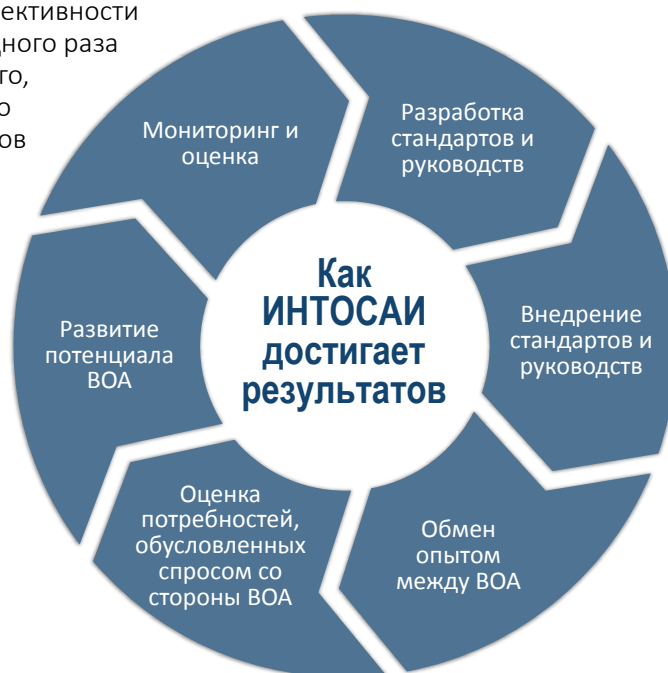 ективности
дного раза
го,
о
ов
Мониторинг и
оценка
Разработка
стандартов и
руководств
Внедрение
стандартов и
руководств
Обмен
опытом
между ВОА
Оценка
потребностей,
обусловленных
спросом со
стороны ВОА
Развитие
потенциала
ВОА
Как
ИНТОСАИ
достигает
результатов